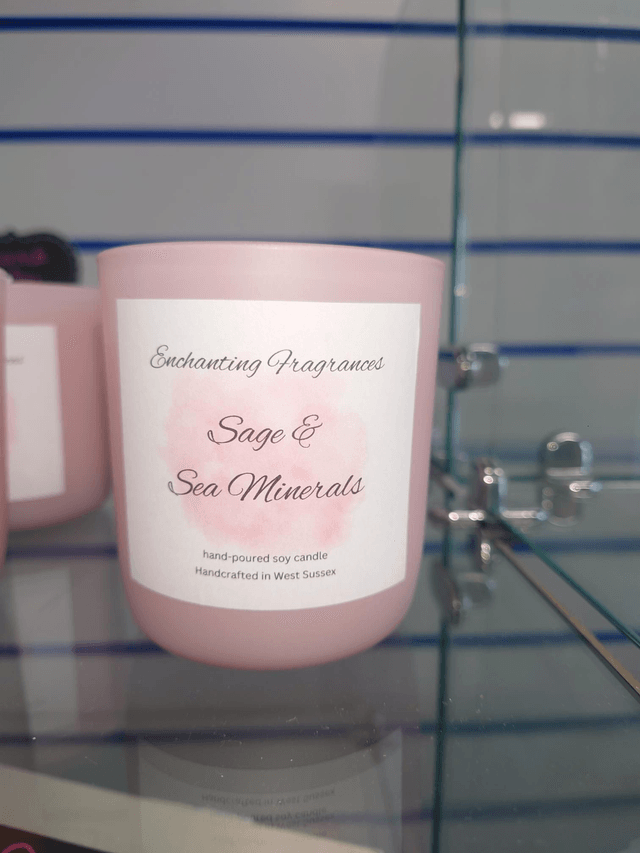 Enchanting Fragrances
Sage &
Sea Minerals
hand-poured soy candle
Handcrafted in West Sussex